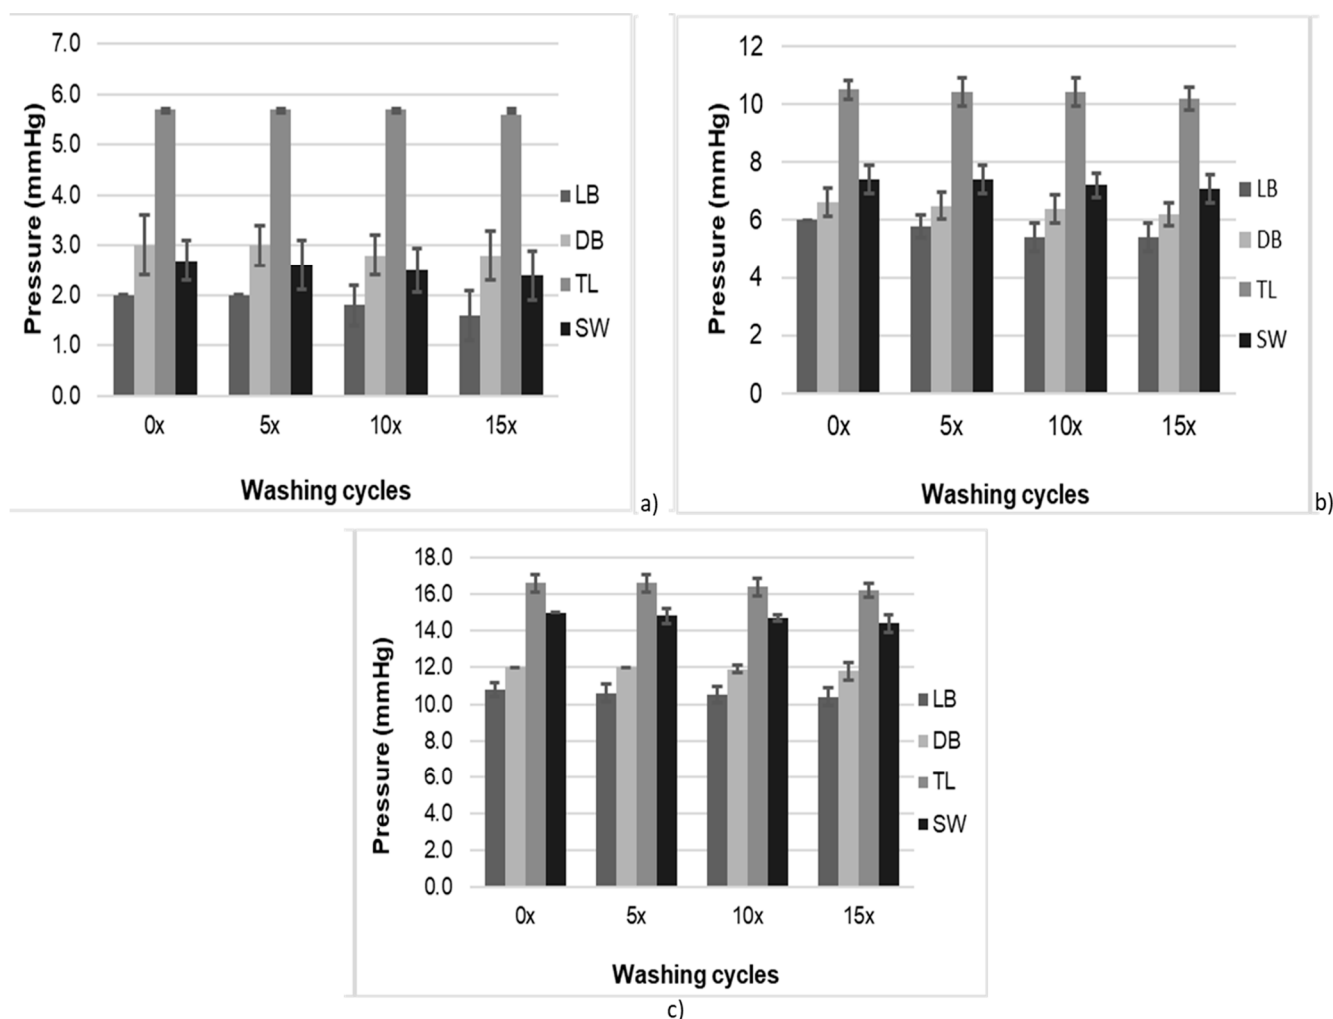 7.0
6.0
5.0
4.0
3.0
2.0
1.0
0.0
Pressure (mmHg)
0x 5x 10x 15x
Washing cycles
LB
DB
TL
SW
a)
12
10
8
6
4
2
0
Pressure (mmHg)
0x 5x 10x 15x
Washing cycles
LB
DB
TL
SW
b)
18.0
16.0
14.0
12.0
10.0
8.0
6.0
4.0
2.0
0.0
Pressure (mmHg)
0x 5x 10x 15x
Washing cycles
LB
DB
TL
SW
c)